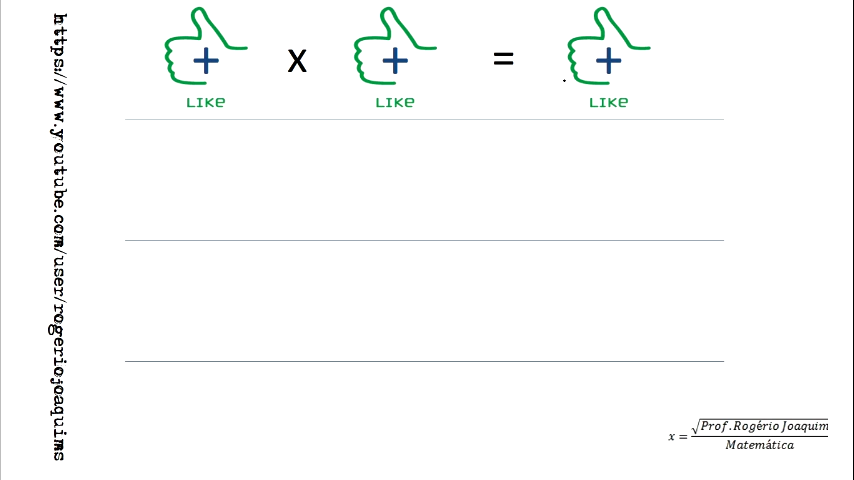 + x + = +
LIKE LIKE LIKE
https://www.youtube.com/user/rogeriojoaquims
x = √Prof.Rogério Joaquim
Matemática